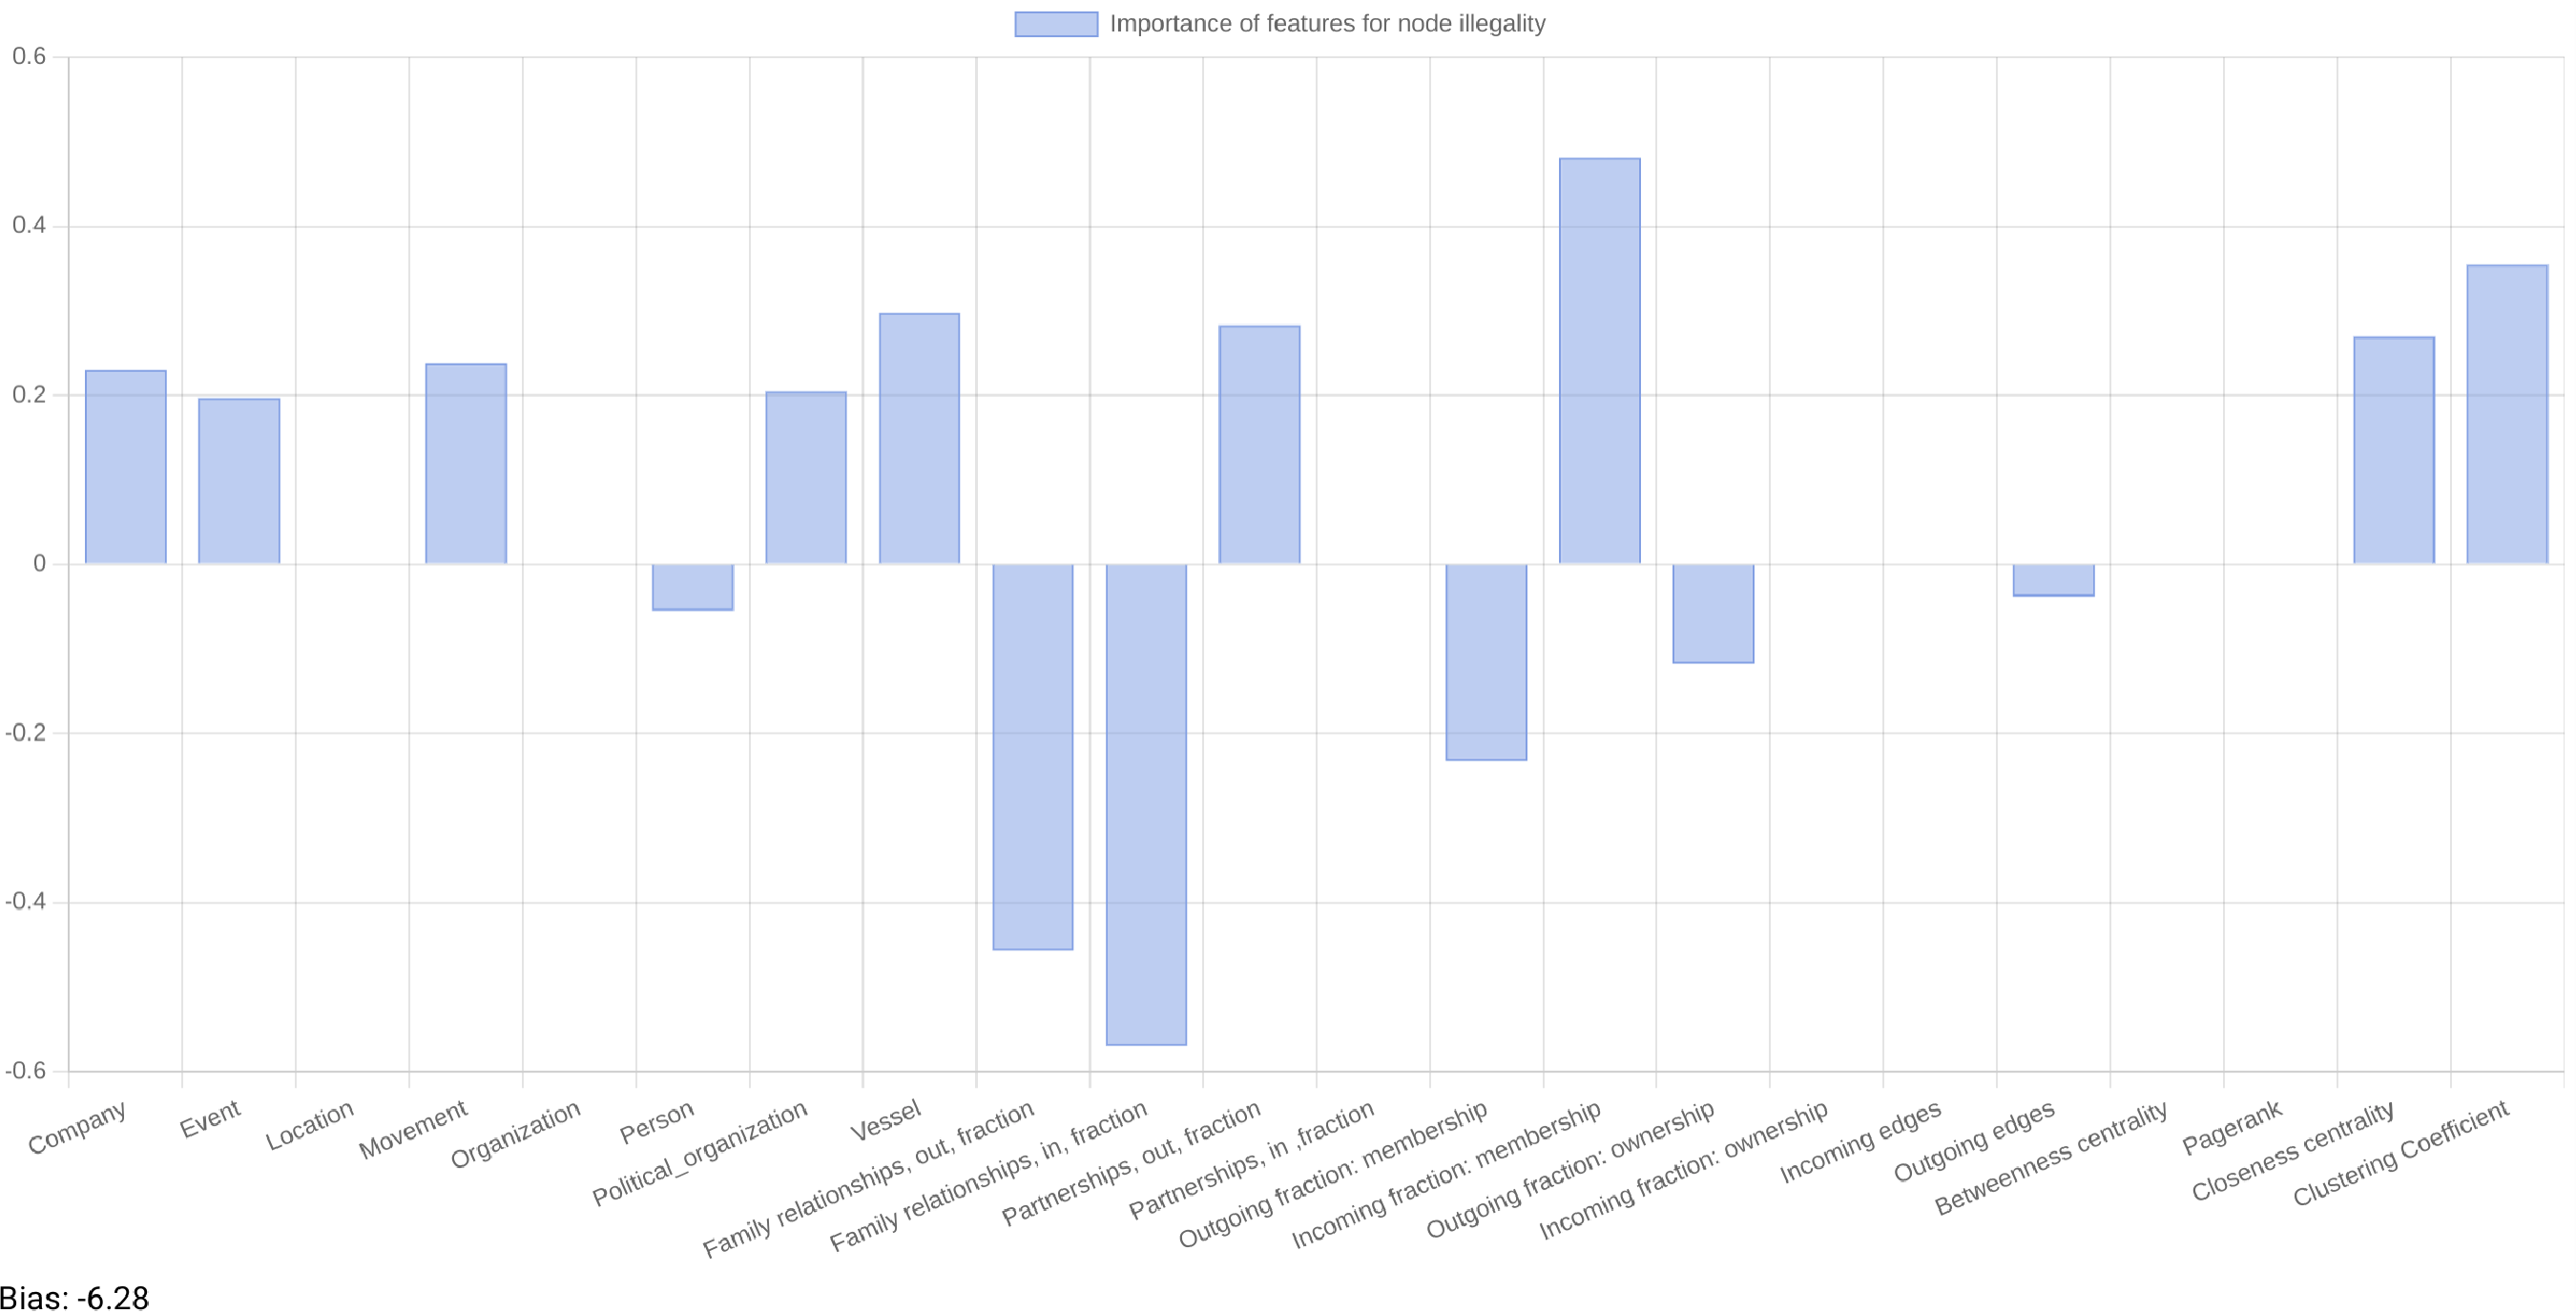 Importance of features for node illegality
0.6
0.4
0.2
0
-0.2
-0.4
-0.6
Company
Event
Location
Movement
Organization
Person
Political_organization
Vessel
Family relationships, out, fraction
Family relationships, in, fraction
Partnerships, out, fraction
Partnerships, in ,fraction
Outgoing fraction: membership
Incoming fraction: membership
Outgoing fraction: ownership
Incoming fraction: ownership
Incoming edges
Outgoing edges
Betweenness centrality
Pagerank
Closeness centrality
Clustering Coefficient
Bias: -6.28